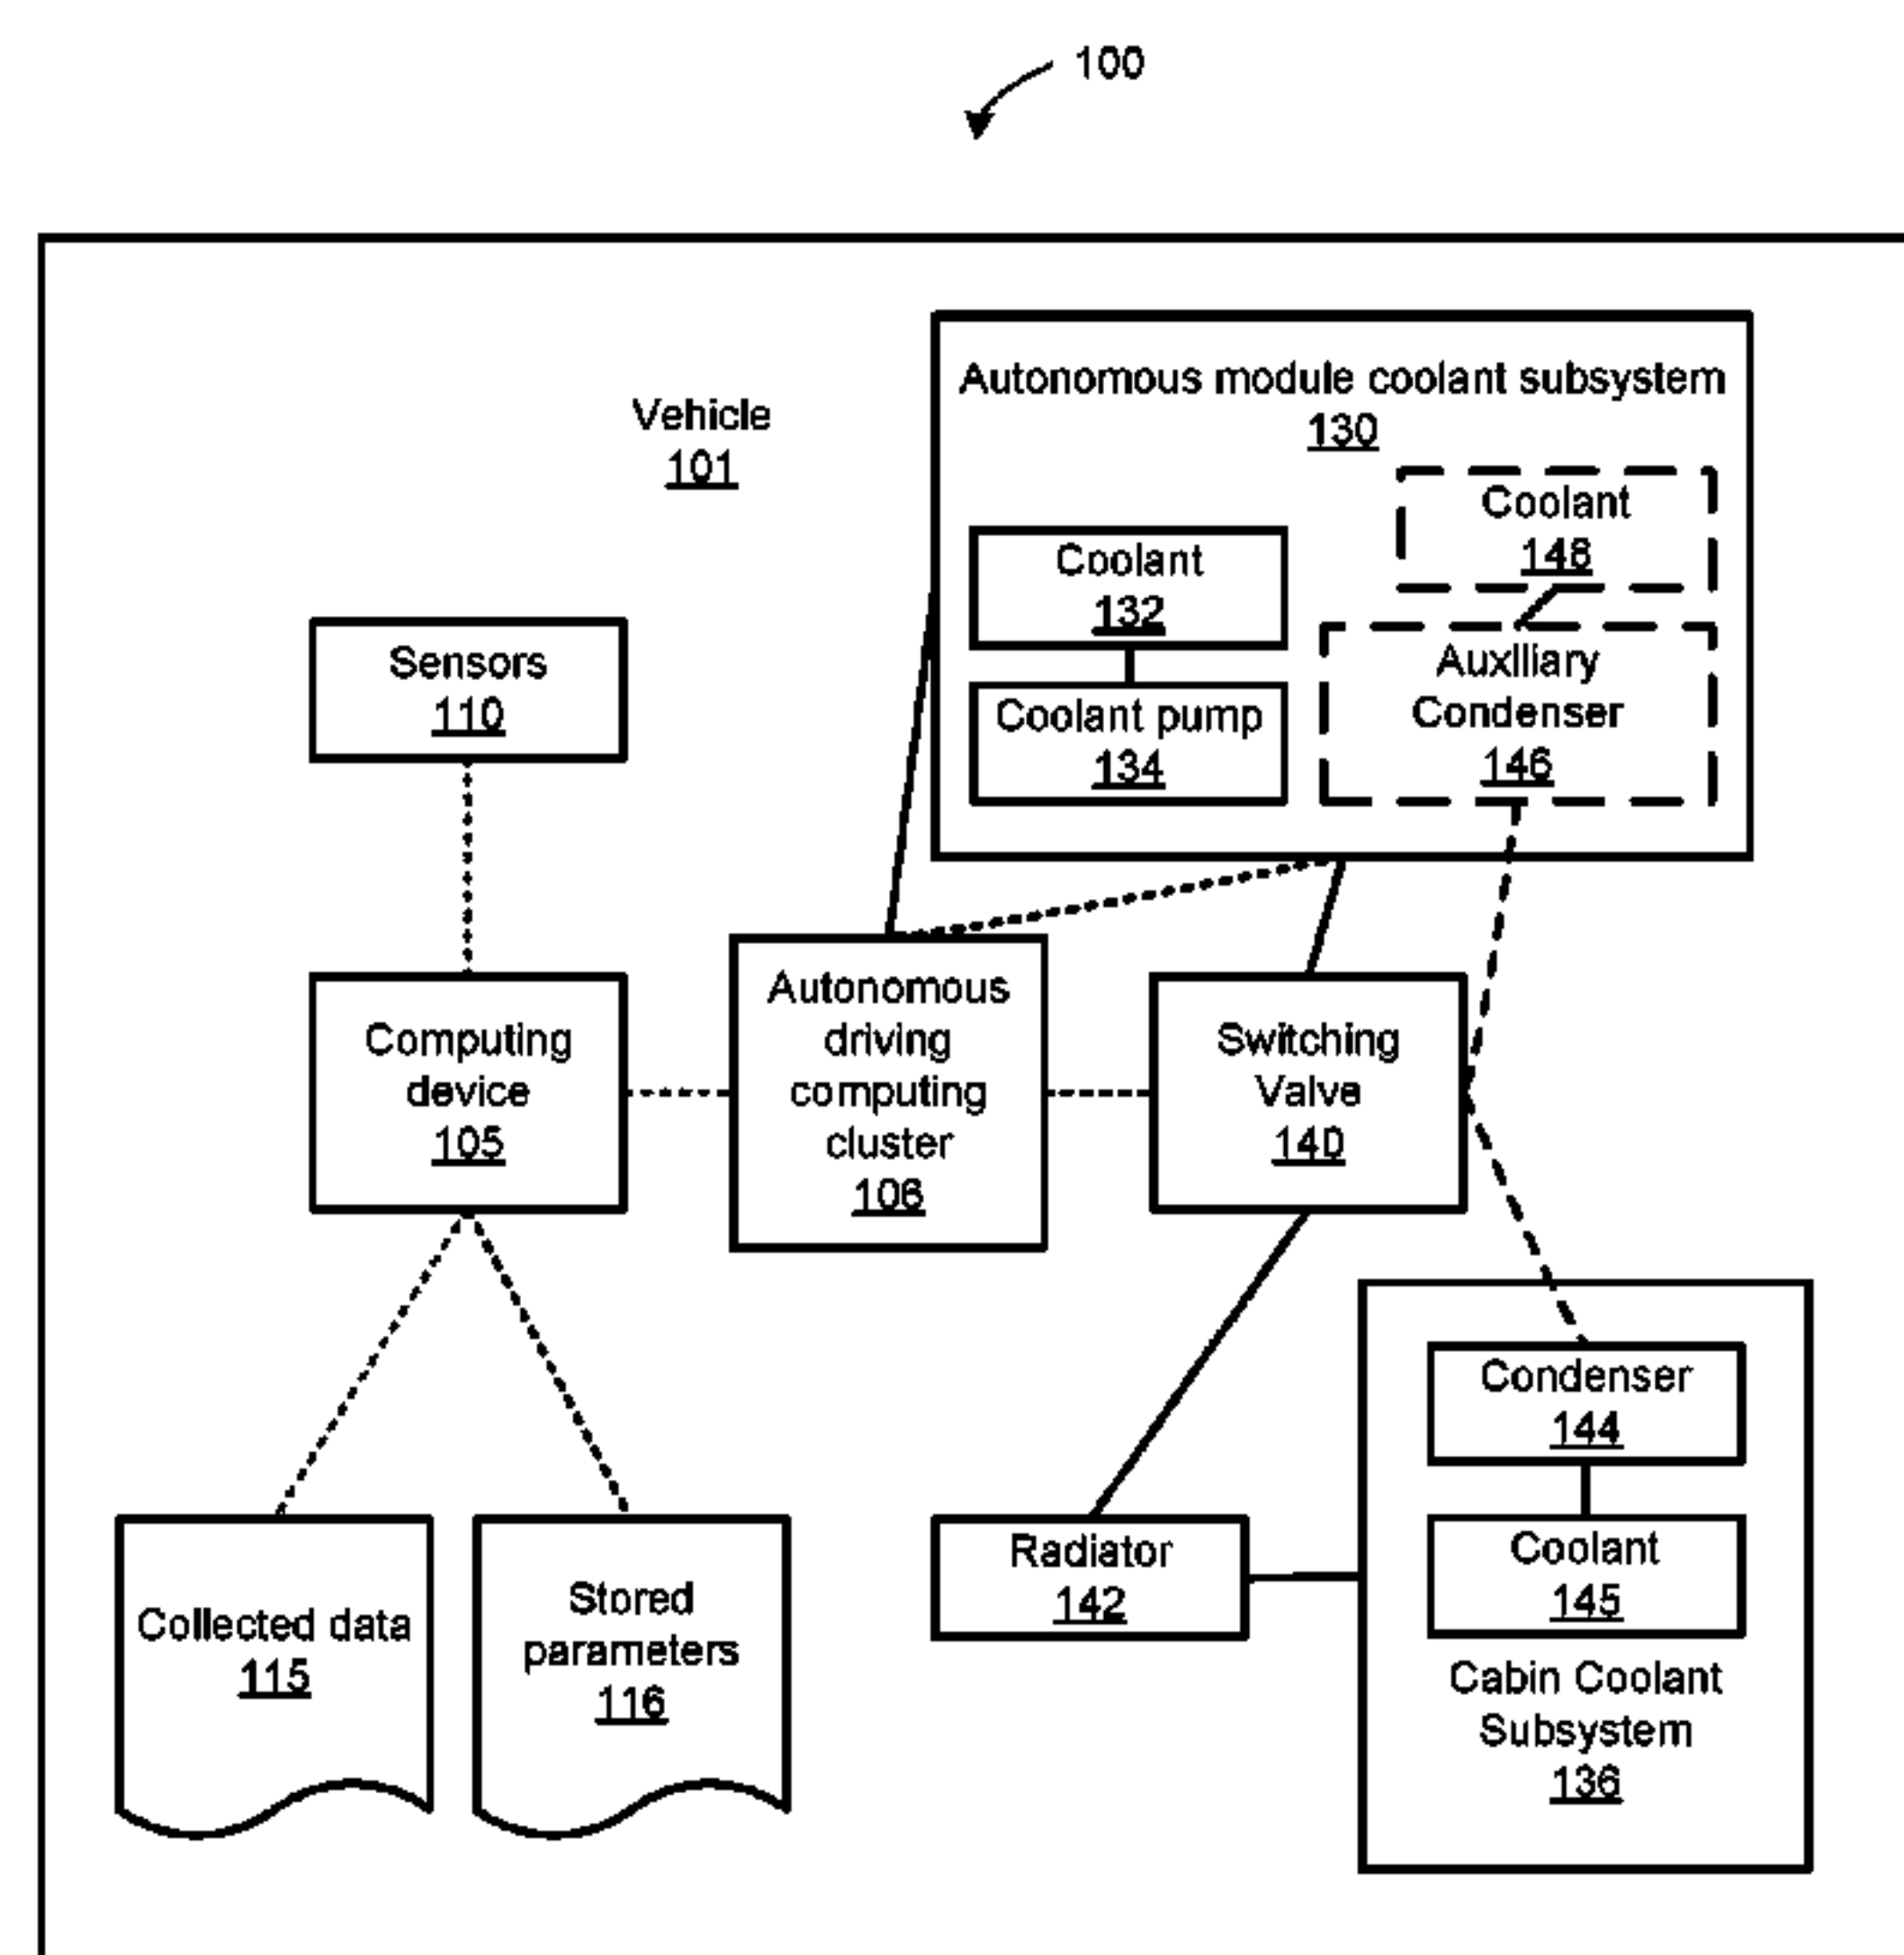 100
Vehicle
101
Autonomous module coolant subsystem
130
Coolant
148
Coolant
132
Auxiliary
Condenser
146
Coolant pump
134
Sensors
110
Computing
device
105
Autonomous
driving
computing
cluster
106
Switching
Valve
140
Condenser
144
Coolant
145
Cabin Coolant
Subsystem
136
Radiator
142
Collected data
115
Stored
parameters
116